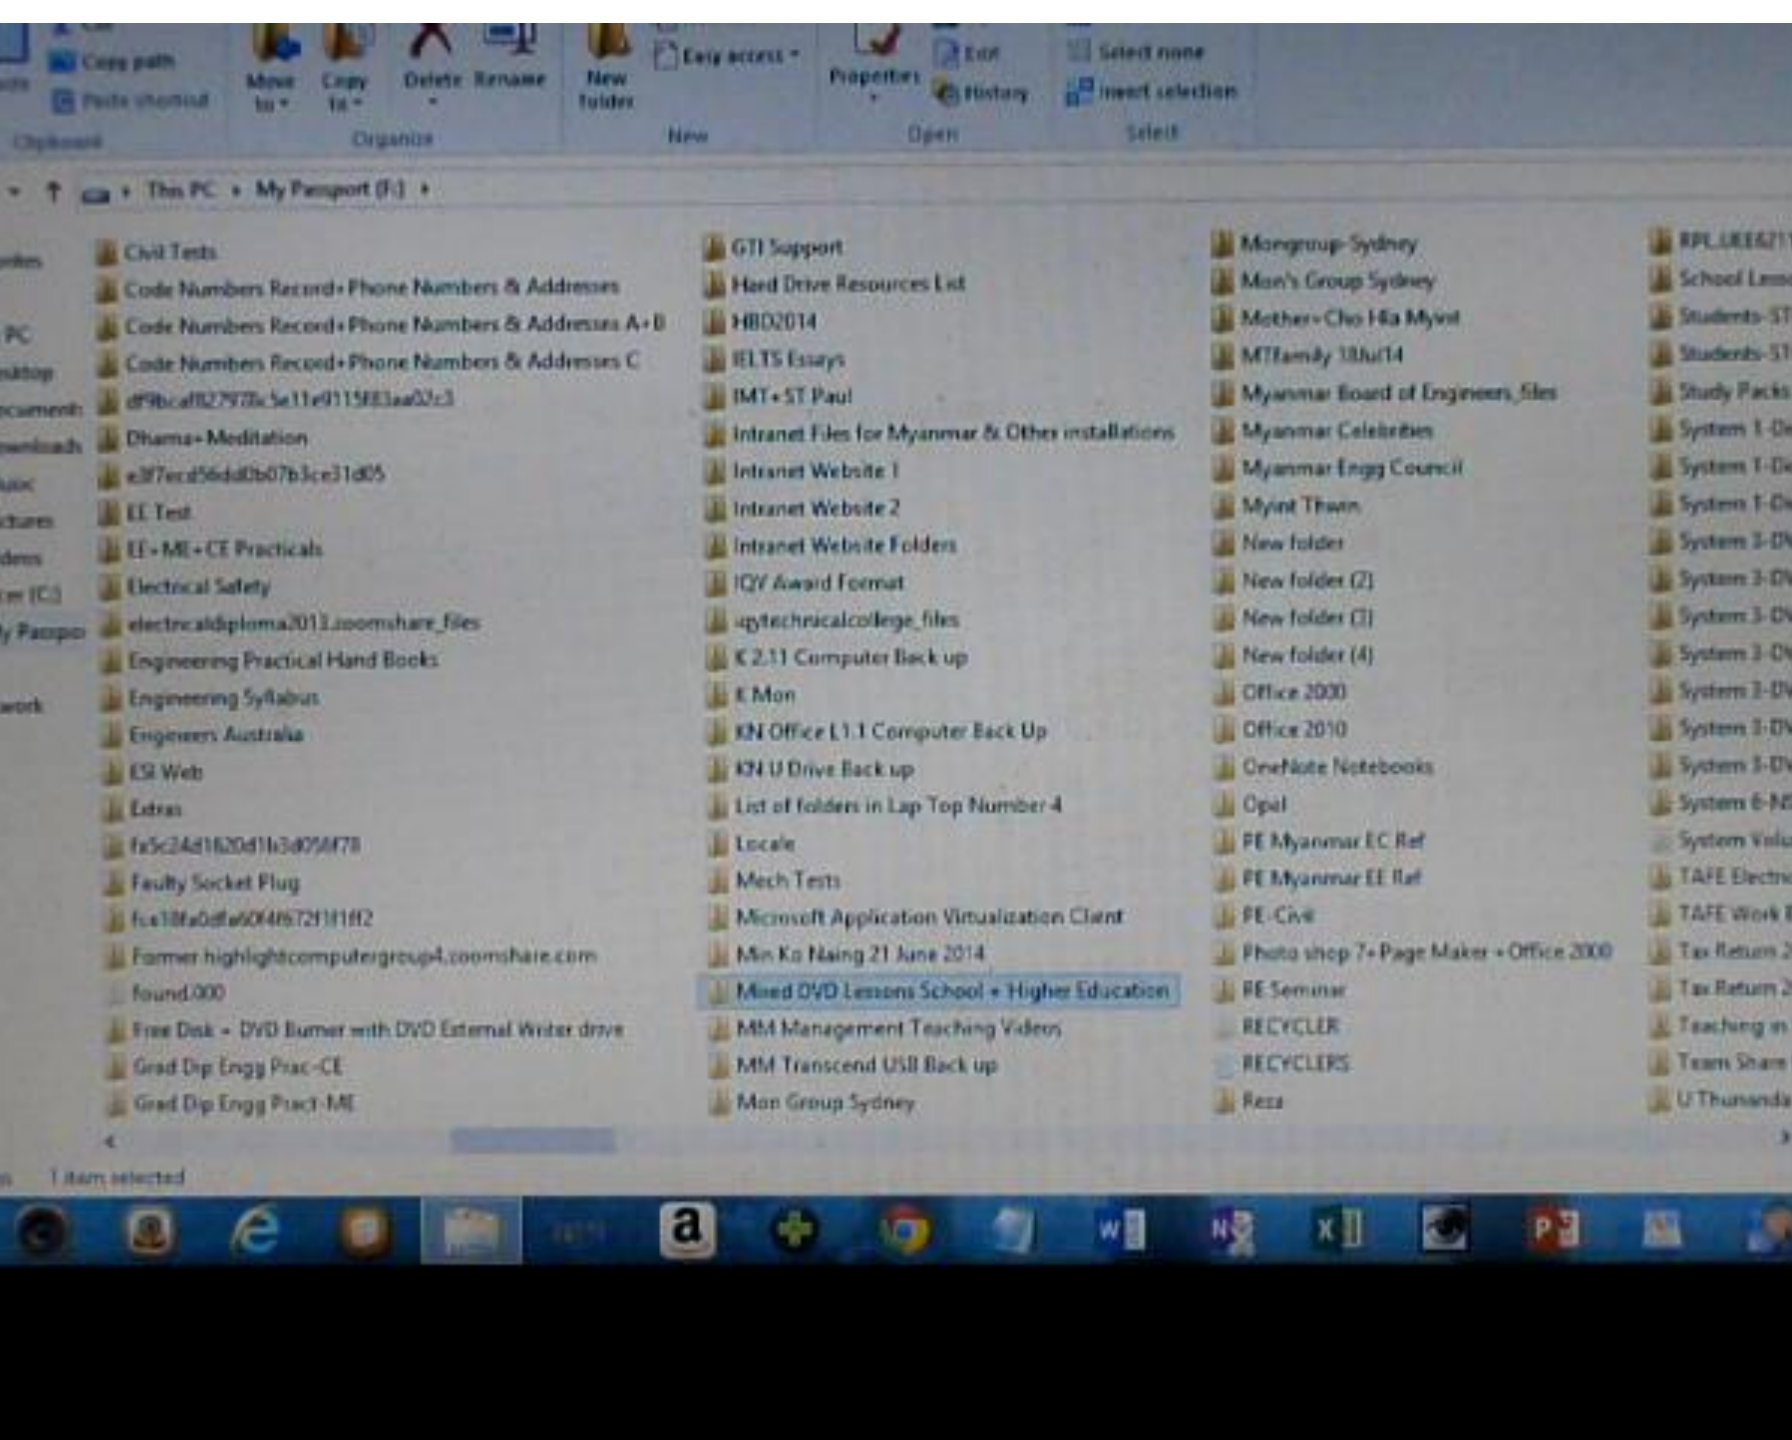 Copy path
Paste shortcut
Move to
Copy to
Delete
Rename
New folder
Easy access
Properties
Edit
History
Select none
Invert selection
Clipboard
Organize
New
Open
Select
This PC
My Passport (F:)
Civil Tests
Code Numbers Record+Phone Numbers & Addresses
Code Numbers Record+Phone Numbers & Addresses A+B
Code Numbers Record+Phone Numbers & Addresses C
Dhama+Meditation
EE Test
EE+ME+CE Practicals
Electrical Safety
electricaldiploma2013.zoomshare_files
Engineering Practical Hand Books
Engineering Syllabus
Engineers Australia
ESI Web
Extras
Faulty Socket Plug
Former highlightcomputergroup4.zoomshare.com
found.000
Free Disk + DVD Burner with DVD External Writer drive
Grad Dip Engg Prac-CE
Grad Dip Engg Pract-ME
GTI Support
Hard Drive Resources List
HBD2014
IELTS Essays
IMT+ST Paul
Intranet Files for Myanmar & Other installations
Intranet Website 1
Intranet Website 2
Intranet Website Folders
IQY Award Format
iqytechnicalcollege_files
K 2.11 Computer Back up
K Mon
KN Office L1.1 Computer Back Up
KN U Drive Back up
List of folders in Lap Top Number 4
Locale
Mech Tests
Microsoft Application Virtualization Client
Min Ko Naing 21 June 2014
Mixed DVD Lessons School + Higher Education
MM Management Teaching Videos
MM Transcend USB Back up
Mon Group Sydney
Mongroup-Sydney
Mon's Group Sydney
Mother+Cho Hla Myint
MTfamily 18Jul14
Myanmar Board of Engineers_files
Myanmar Celebrities
Myanmar Engg Council
Myint Thwin
New folder
New folder (2)
New folder (3)
New folder (4)
Office 2000
Office 2010
OneNote Notebooks
Opal
PE Myanmar EC Ref
PE Myanmar EE Ref
PE-Civil
Photo shop 7+Page Maker +Office 2000
RE Seminar
RECYCLER
RECYCLERS
Reza
Study Packs
Tax Return 2
Tax Return 2
Teaching in
Team Share
U Thunanda
1 item selected